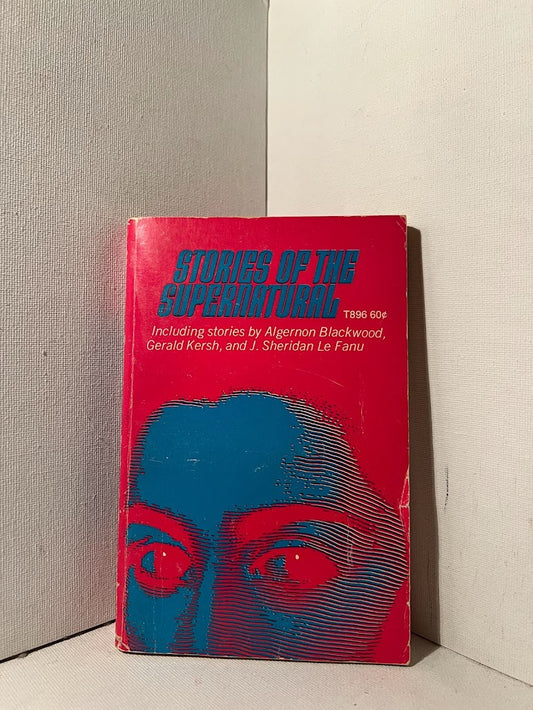 STORIES OF THE
SUPERNATURAL
T896 60¢
Including stories by Algernon Blackwood,
Gerald Kersh, and J. Sheridan Le Fanu